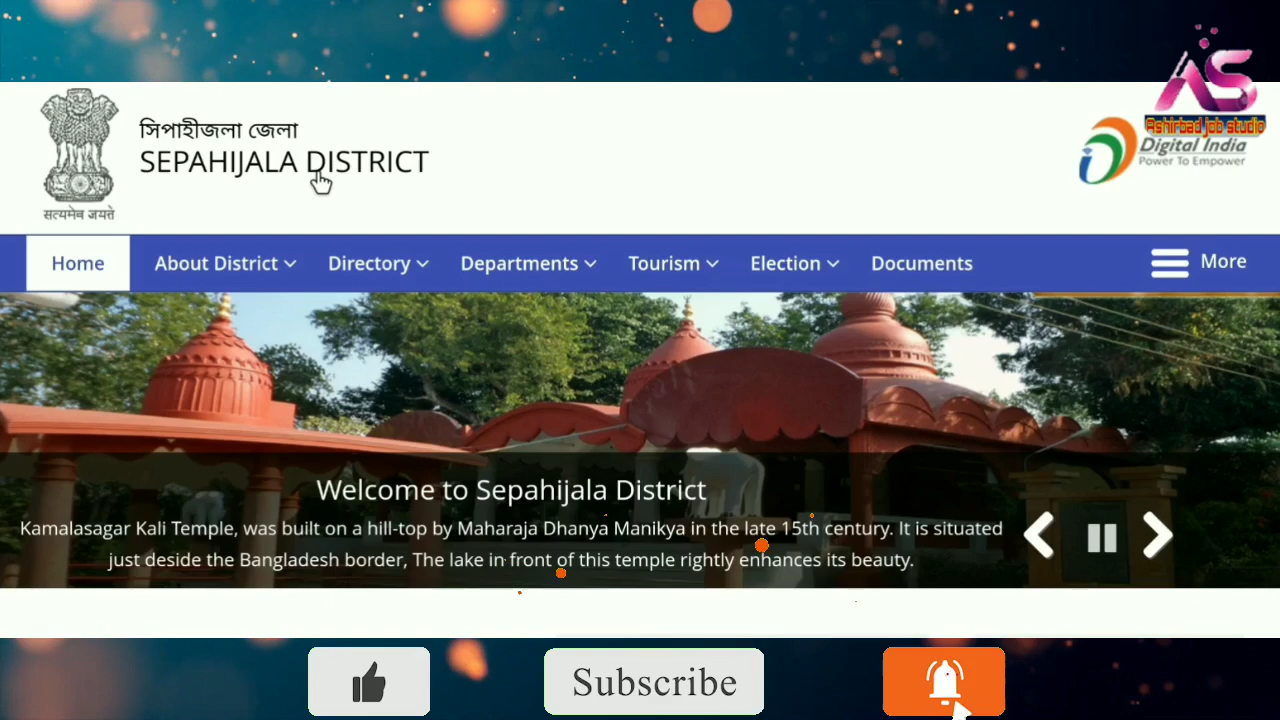 সিপাহীজলা জেলা
SEPAHIJALA DISTRICT
सत्यमेव जयते
AS
Ashirbad job studio
Digital India
Power To Empower
Home
About District
Directory
Departments
Tourism
Election
Documents
More
Welcome to Sepahijala District
Kamalasagar Kali Temple, was built on a hill-top by Maharaja Dhanya Manikya in the late 15th century. It is situated
just deside the Bangladesh border, The lake in front of this temple rightly enhances its beauty.
Subscribe